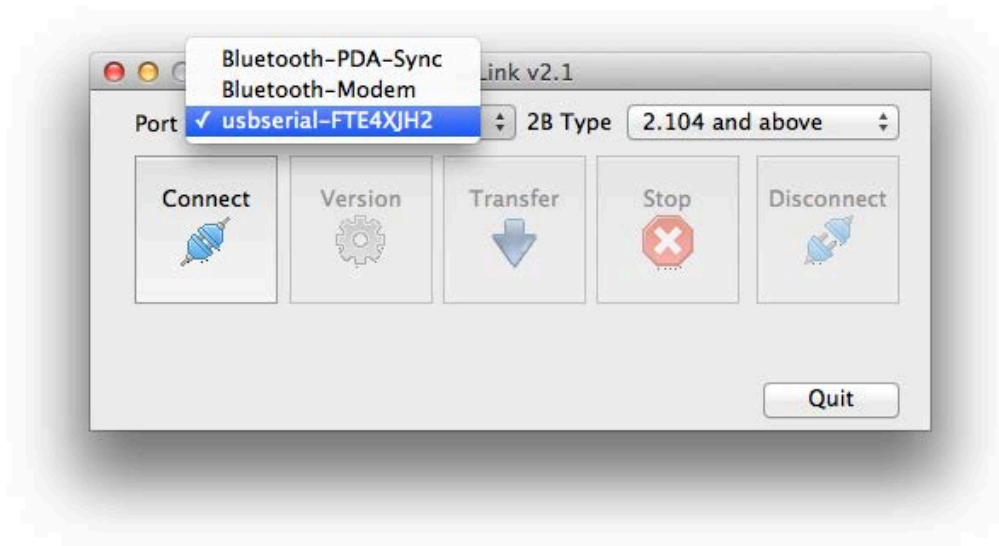 Bluetooth-PDA-Sync
Link v2.1
Bluetooth-Modem
Port ✓ usbserial-FTE4XJH2 2B Type 2.104 and above
Connect Version Transfer Stop Disconnect
Quit